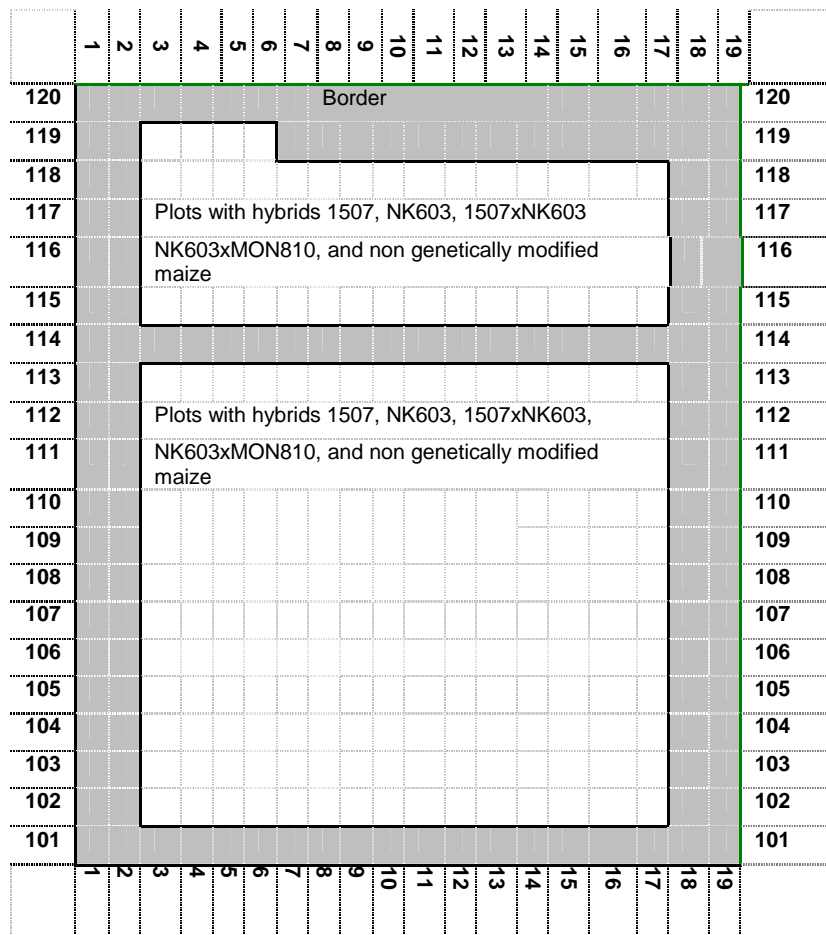 1 2 3 4 5 6 7 8 9 10 11 12 13 14 15 16 17 18 19
120 Border 120
119 119
118 118
117 Plots with hybrids 1507, NK603, 1507xNK603 117
116 NK603xMON810, and non genetically modified 116
maize
115 115
114 114
113 113
112 Plots with hybrids 1507, NK603, 1507xNK603, 112
111 NK603xMON810, and non genetically modified 111
maize
110 110
109 109
108 108
107 107
106 106
105 105
104 104
103 103
102 102
101 101
1 2 3 4 5 6 7 8 9 10 11 12 13 14 15 16 17 18 19